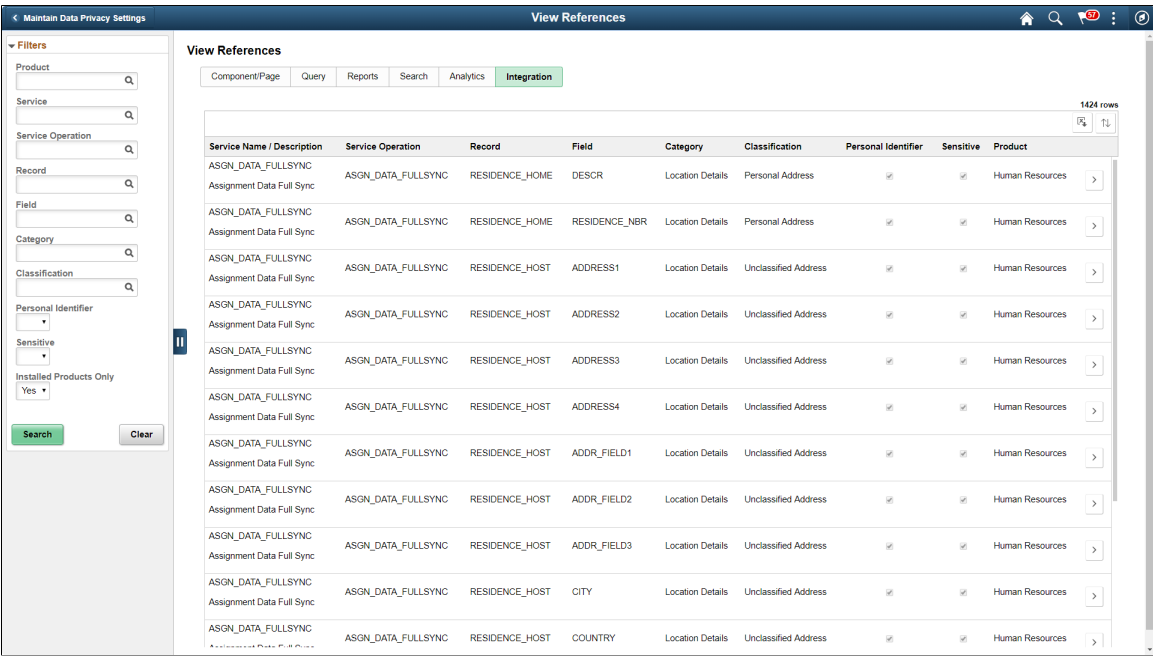 Maintain Data Privacy Settings
View References
57
Filters
Product
Service
Service Operation
Record
Field
Category
Classification
Personal Identifier
Sensitive
Installed Products Only
Yes
Search Clear
View References
Component/Page Query Reports Search Analytics Integration
1424 rows
Service Name / Description Service Operation Record Field Category Classification Personal Identifier Sensitive Product
ASGN_DATA_FULLSYNC
Assignment Data Full Sync
ASGN_DATA_FULLSYNC RESIDENCE_HOME DESCR Location Details Personal Address Human Resources
ASGN_DATA_FULLSYNC
Assignment Data Full Sync
ASGN_DATA_FULLSYNC RESIDENCE_HOME RESIDENCE_NBR Location Details Personal Address Human Resources
ASGN_DATA_FULLSYNC
Assignment Data Full Sync
ASGN_DATA_FULLSYNC RESIDENCE_HOST ADDRESS1 Location Details Unclassified Address Human Resources
ASGN_DATA_FULLSYNC
Assignment Data Full Sync
ASGN_DATA_FULLSYNC RESIDENCE_HOST ADDRESS2 Location Details Unclassified Address Human Resources
ASGN_DATA_FULLSYNC
Assignment Data Full Sync
ASGN_DATA_FULLSYNC RESIDENCE_HOST ADDRESS3 Location Details Unclassified Address Human Resources
ASGN_DATA_FULLSYNC
Assignment Data Full Sync
ASGN_DATA_FULLSYNC RESIDENCE_HOST ADDRESS4 Location Details Unclassified Address Human Resources
ASGN_DATA_FULLSYNC
Assignment Data Full Sync
ASGN_DATA_FULLSYNC RESIDENCE_HOST ADDR_FIELD1 Location Details Unclassified Address Human Resources
ASGN_DATA_FULLSYNC
Assignment Data Full Sync
ASGN_DATA_FULLSYNC RESIDENCE_HOST ADDR_FIELD2 Location Details Unclassified Address Human Resources
ASGN_DATA_FULLSYNC
Assignment Data Full Sync
ASGN_DATA_FULLSYNC RESIDENCE_HOST ADDR_FIELD3 Location Details Unclassified Address Human Resources
ASGN_DATA_FULLSYNC
Assignment Data Full Sync
ASGN_DATA_FULLSYNC RESIDENCE_HOST CITY Location Details Unclassified Address Human Resources
ASGN_DATA_FULLSYNC
Assignment Data Full Sync
ASGN_DATA_FULLSYNC RESIDENCE_HOST COUNTRY Location Details Unclassified Address Human Resources